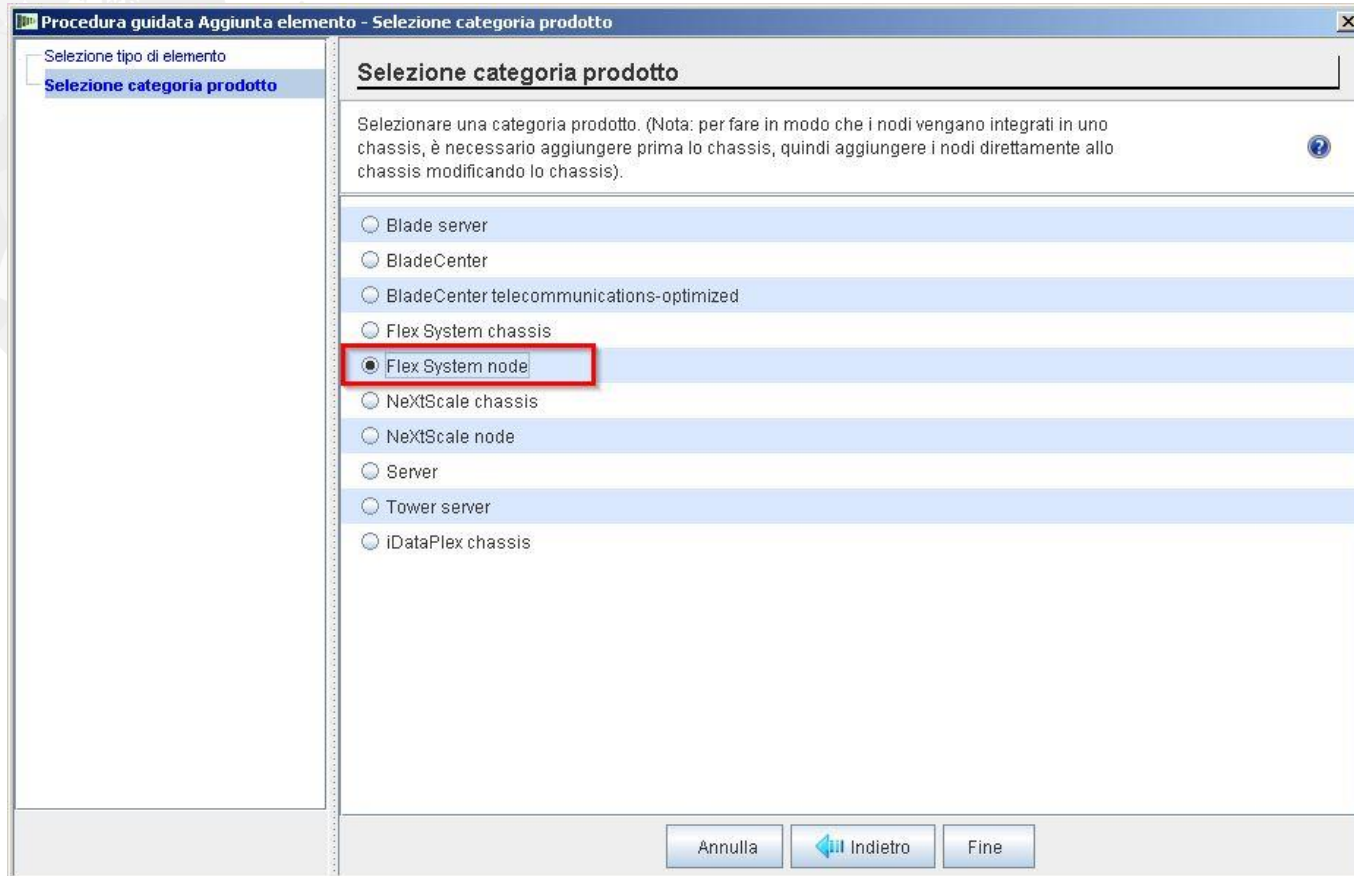 Procedura guidata Aggiunta elemento - Selezione categoria prodotto
Selezione tipo di elemento
Selezione categoria prodotto
Selezione categoria prodotto
Selezionare una categoria prodotto. (Nota: per fare in modo che i nodi vengano integrati in uno
chassis, è necessario aggiungere prima lo chassis, quindi aggiungere i nodi direttamente allo
chassis modificando lo chassis).
Blade server
BladeCenter
BladeCenter telecommunications-optimized
Flex System chassis
Flex System node
NeXtScale chassis
NeXtScale node
Server
Tower server
iDataPlex chassis
Annulla
Indietro
Fine